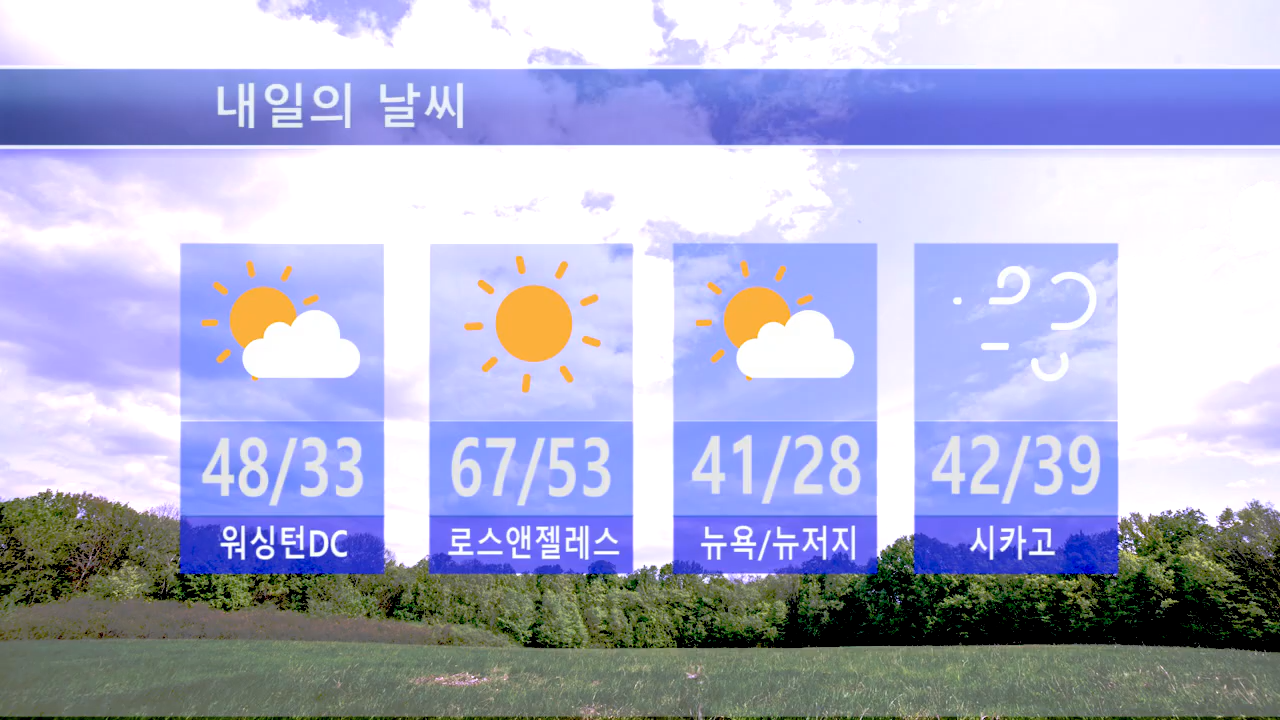 내일의 날씨
48/33
67/53
41/28
42/39
워싱턴DC
로스앤젤레스
뉴욕/뉴저지
시카고